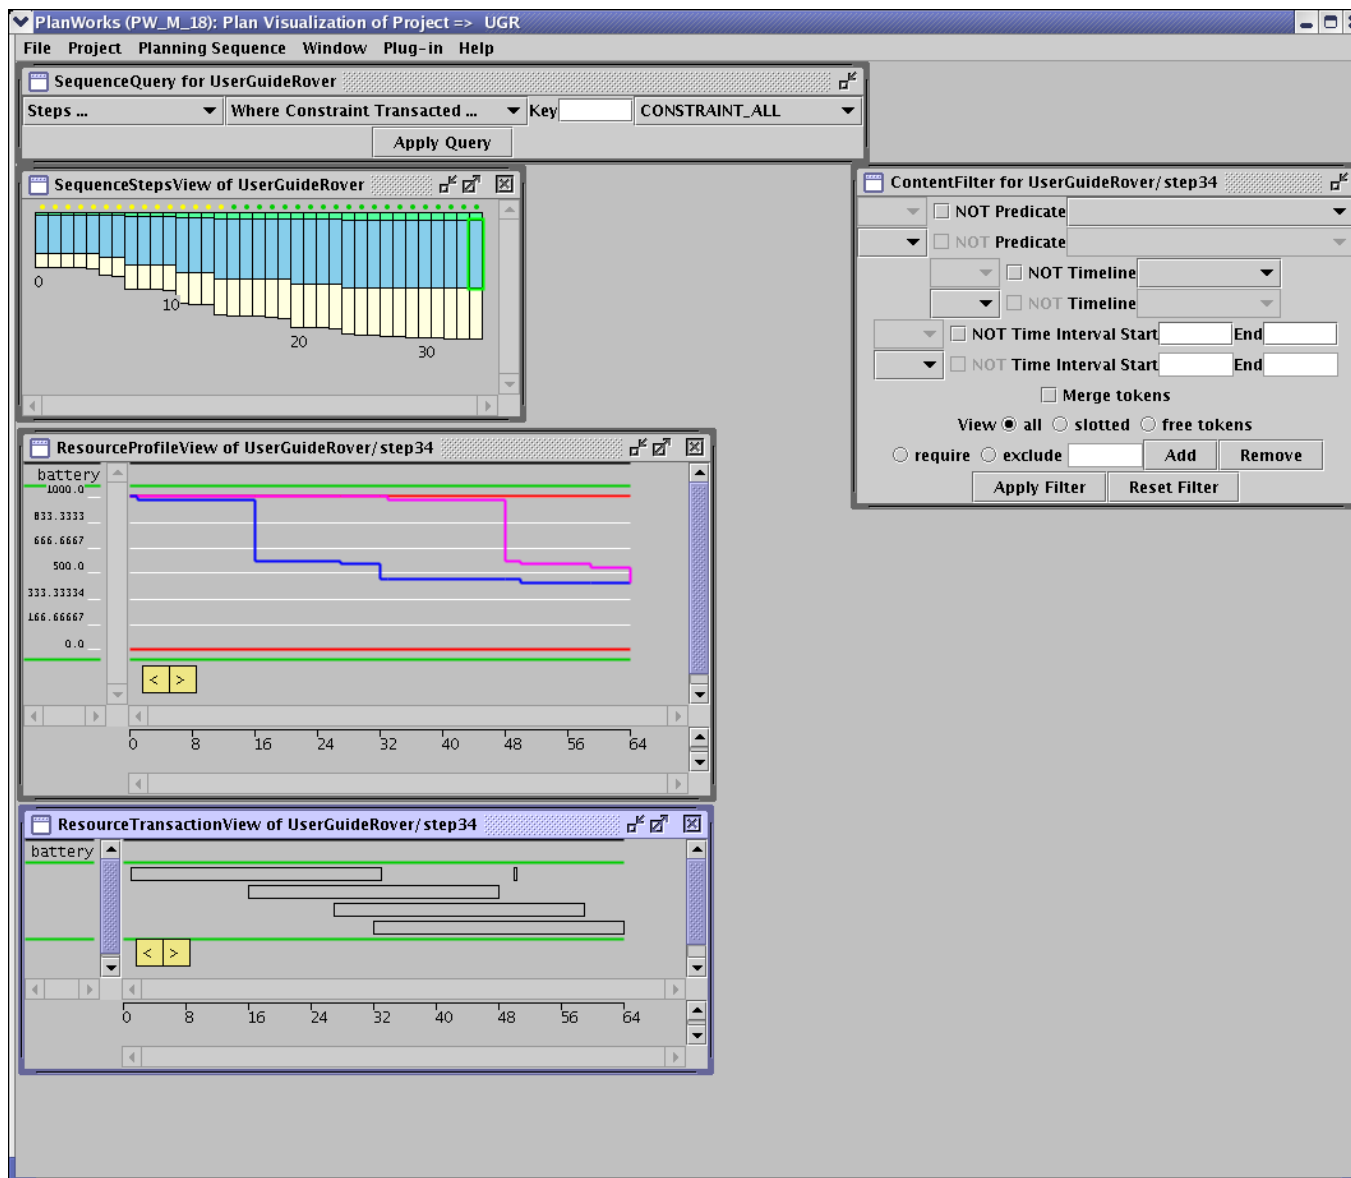 PlanWorks (PW_M_18): Plan Visualization of Project => UGR
File Project Planning Sequence Window Plug-in Help
SequenceQuery for UserGuideRover
Steps ... Where Constraint Transacted ... Key CONSTRAINT_ALL
Apply Query
SequenceStepsView of UserGuideRover
0
10
20
30
ContentFilter for UserGuideRover/step34
NOT Predicate
NOT Predicate
NOT Timeline
NOT Timeline
NOT Time Interval Start End
NOT Time Interval Start End
Merge tokens
View all slotted free tokens
require exclude Add Remove
Apply Filter Reset Filter
ResourceProfileView of UserGuideRover/step34
battery
1000.0
833.3333
666.6667
500.0
333.33334
166.66667
0.0
< >
0 8 16 24 32 40 48 56 64
ResourceTransactionView of UserGuideRover/step34
battery
< >
0 8 16 24 32 40 48 56 64